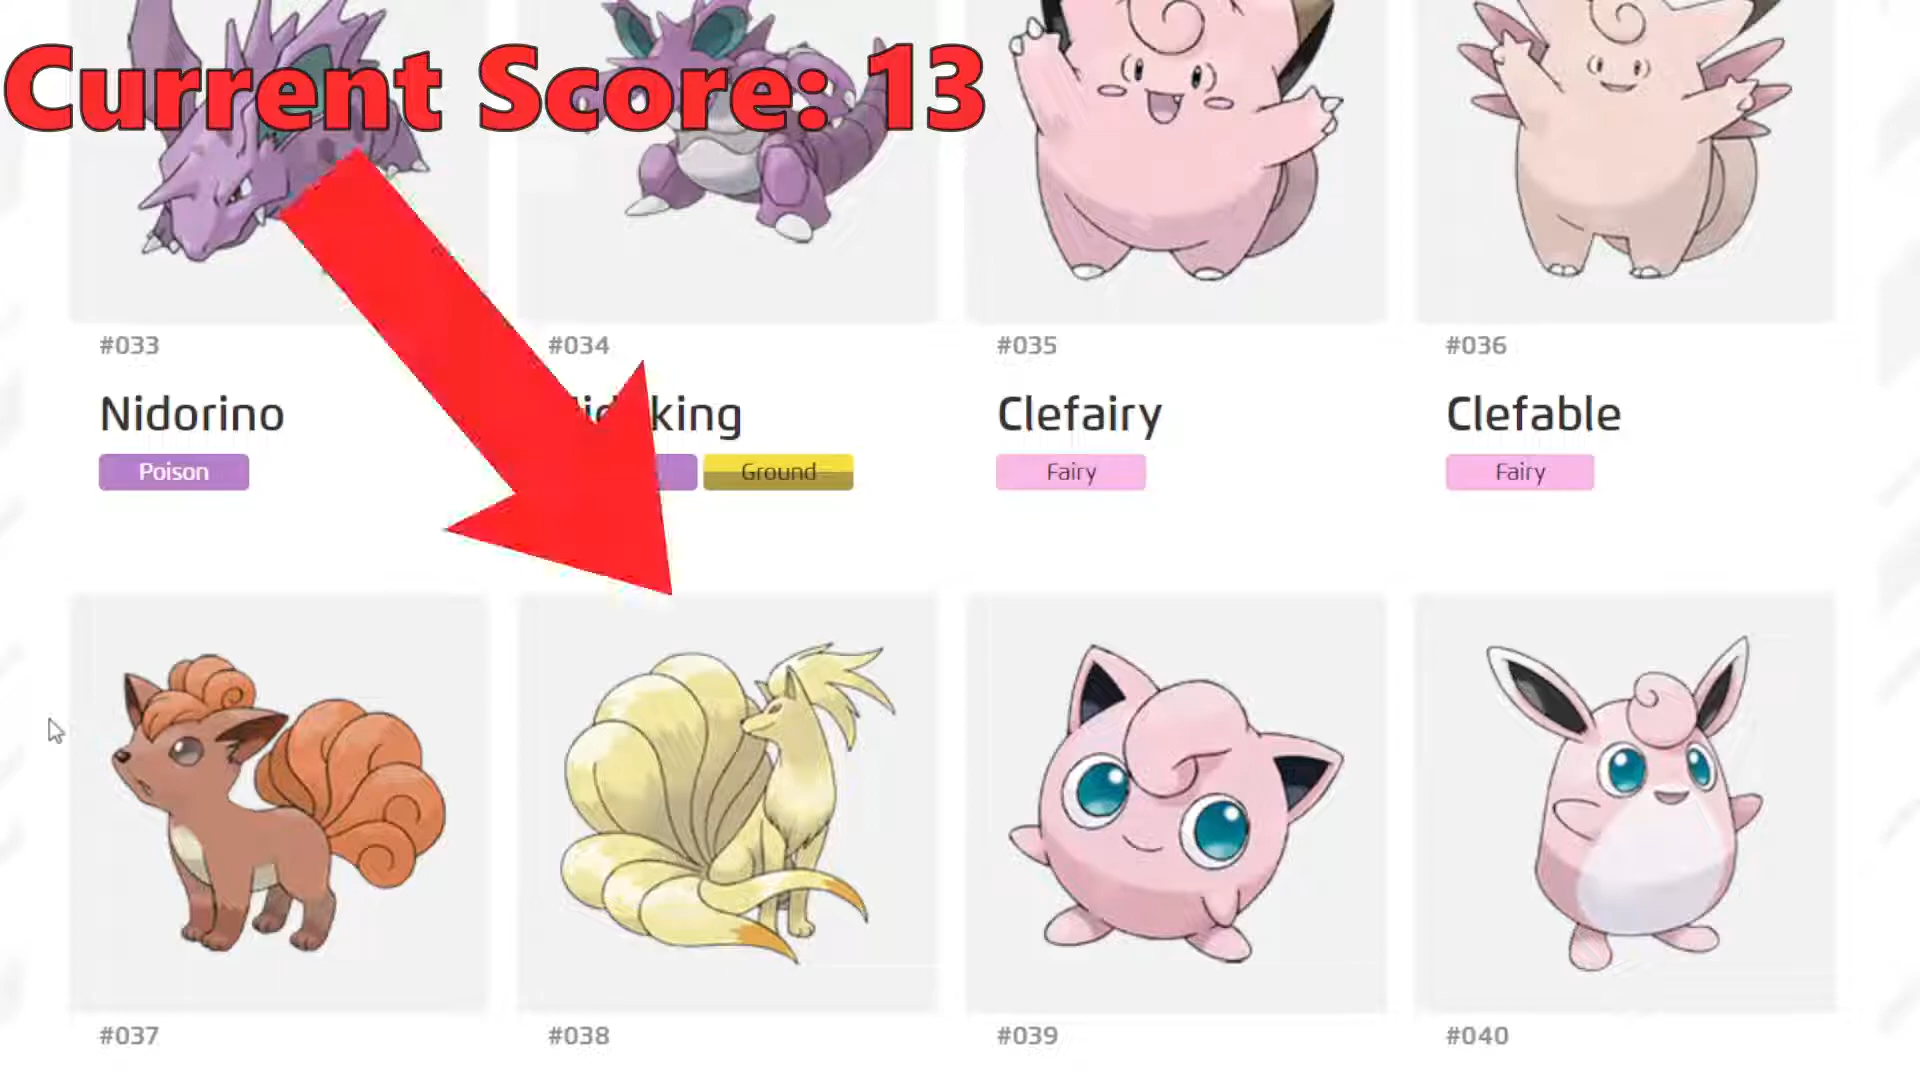 Current Score: 13
#033
#034
#035
#036
Nidorino
king
Clefairy
Clefable
Poison
Ground
Fairy
Fairy
#037
#038
#039
#040